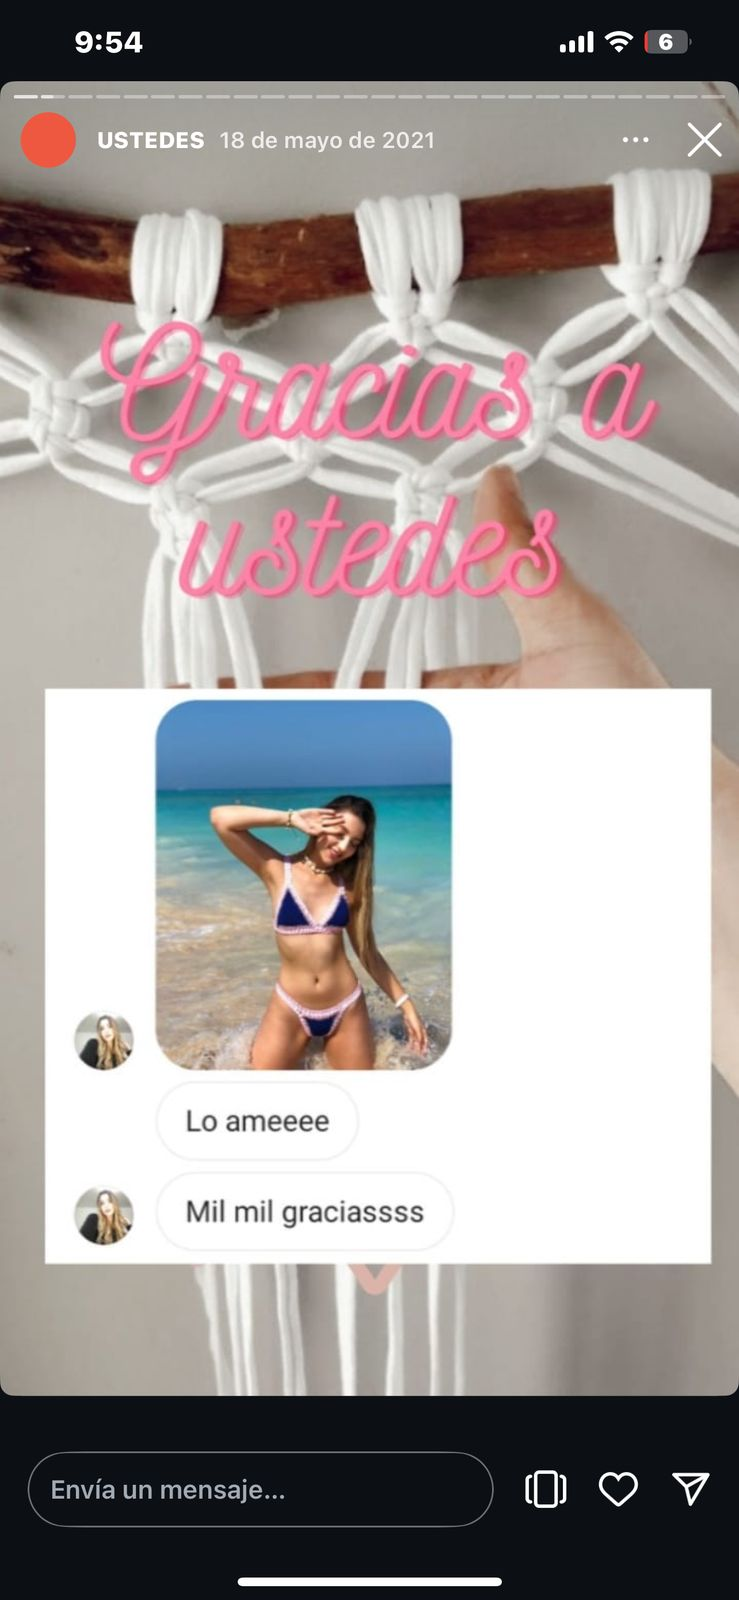 9:54
6
USTEDES 18 de mayo de 2021
Gracias a
ustedes
Lo ameeee
Mil mil graciassss
Envía un mensaje...